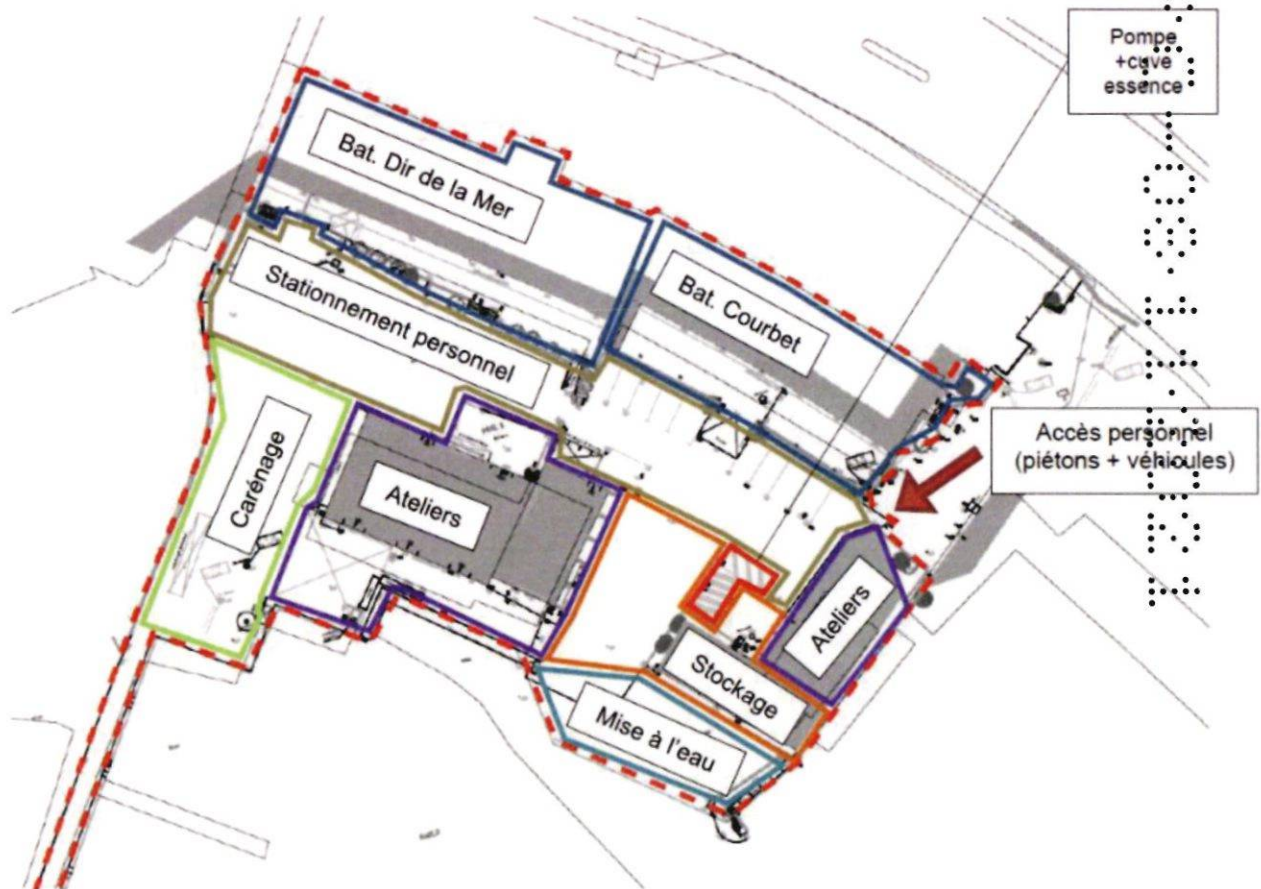 Pompe
+cuve
essence
Bat. Dir de la Mer
Stationnement personnel
Bat. Courbet
Accès personnel
(piétons + véhicules)
Carénage
Ateliers
Ateliers
Stockage
Mise à l'eau